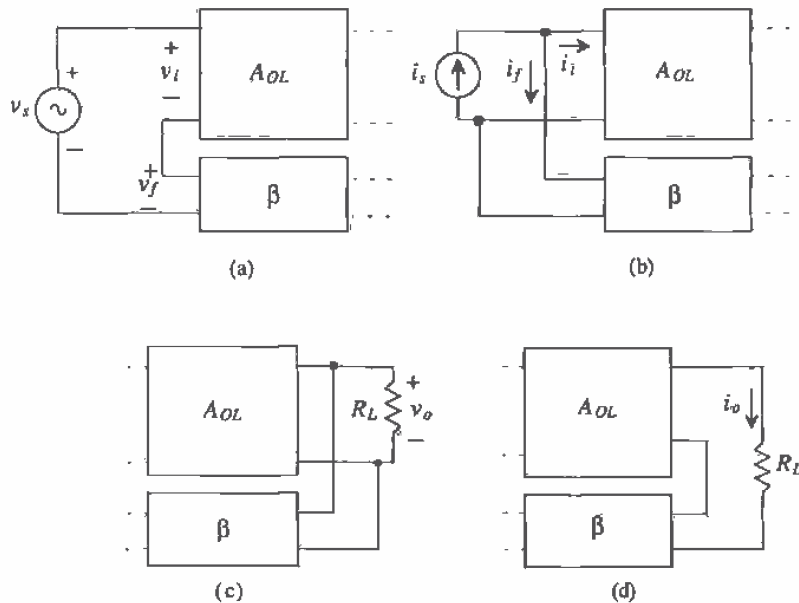 +
v_s
−
+
v_i
−
A_OL
+
v_f
−
β
(a)
i_s
i_f
i_i
A_OL
β
(b)
A_OL
R_L
+
v_o
−
β
(c)
A_OL
i_o
R_L
β
(d)